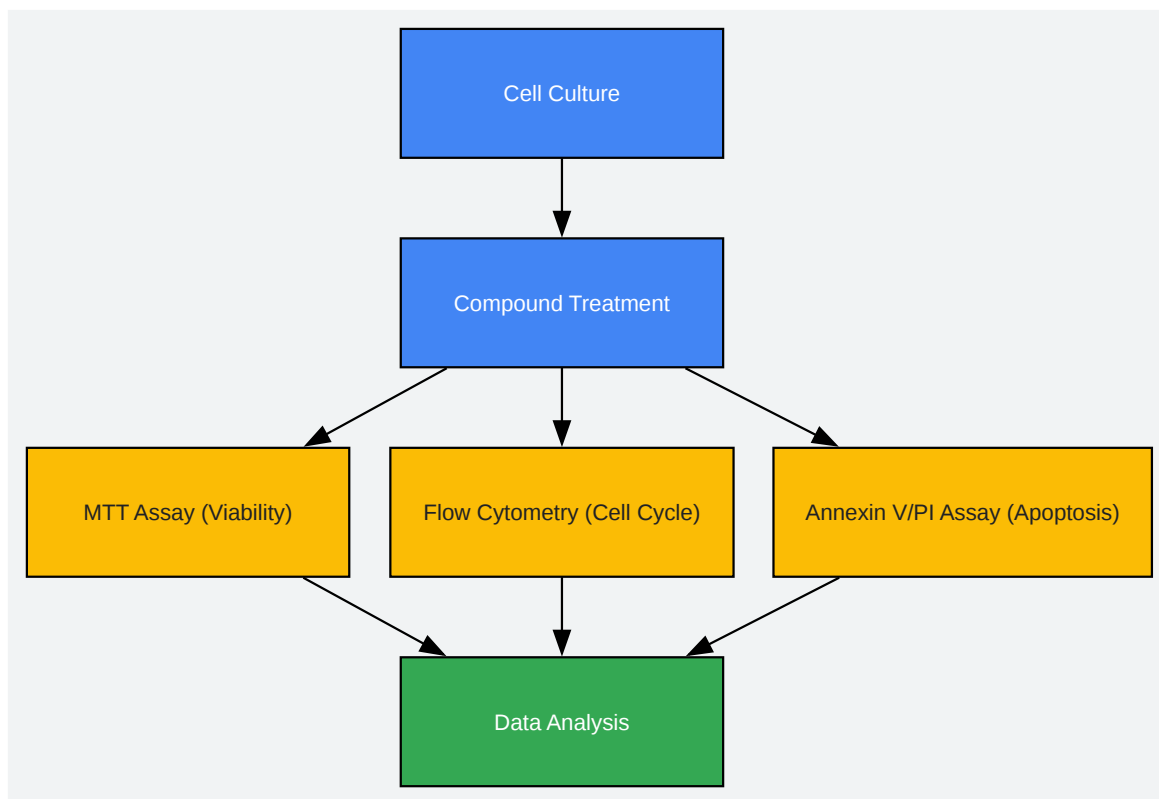 Cell Culture
Compound Treatment
MTT Assay (Viability)
Flow Cytometry (Cell Cycle)
Annexin V/PI Assay (Apoptosis)
Data Analysis